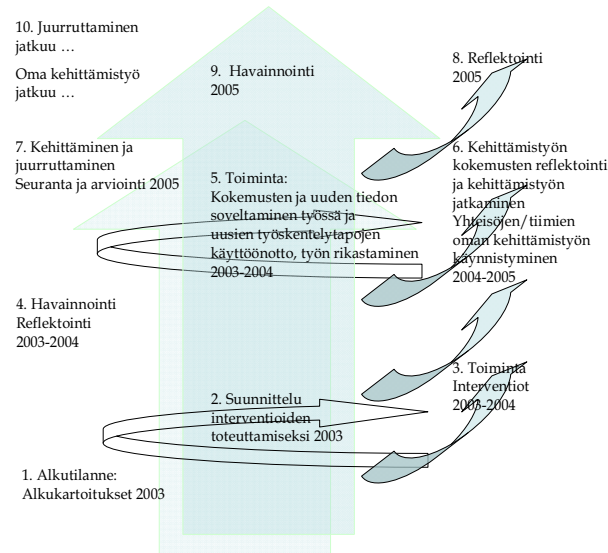 10. Juurruttaminen
jatkuu …
Oma kehittämistyö
jatkuu …
9. Havainnointi
2005
8. Reflektointi
2005
7. Kehittäminen ja
juurruttaminen
Seuranta ja arviointi 2005
5. Toiminta:
Kokemusten ja uuden tiedon
soveltaminen työssä ja
uusien työskentelytapojen
käyttöönotto, työn rikastaminen
2003-2004
6. Kehittämistyön
kokemusten reflektointi
ja kehittämistyön
jatkaminen
Yhteisöjen/tiimien
oman kehittämistyön
käynnistyminen
2004-2005
4. Havainnointi
Reflektointi
2003-2004
3. Toiminta
Interventiot
2003-2004
2. Suunnittelu
interventioiden
toteuttamiseksi 2003
1. Alkutilanne:
Alkukartoitukset 2003